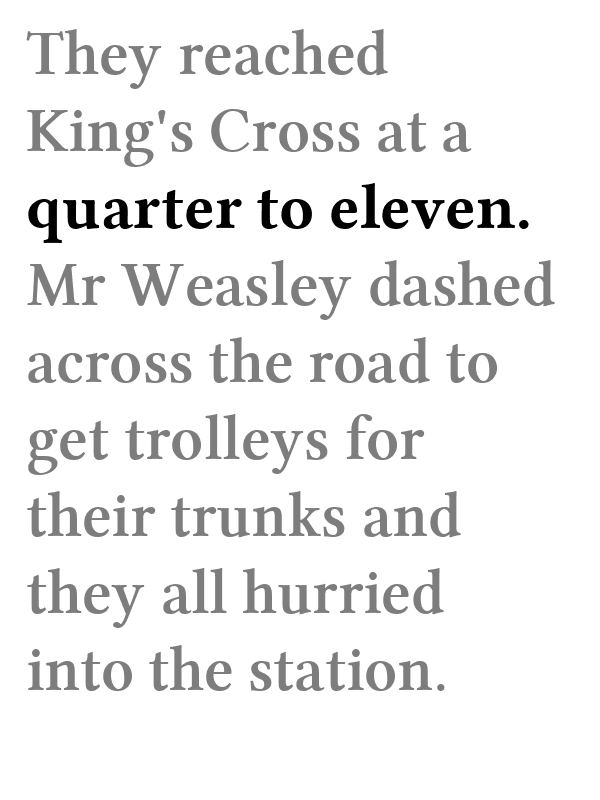 They reached
King's Cross at a
quarter to eleven.
Mr Weasley dashed
across the road to
get trolleys for
their trunks and
they all hurried
into the station.